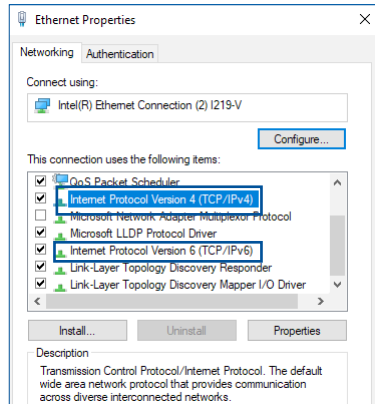 Ethernet Properties
Networking
Authentication
Connect using:
Intel(R) Ethernet Connection (2) I219-V
Configure...
This connection uses the following items:
QoS Packet Scheduler
Internet Protocol Version 4 (TCP/IPv4)
Microsoft Network Adapter Multiplexor Protocol
Microsoft LLDP Protocol Driver
Internet Protocol Version 6 (TCP/IPv6)
Link-Layer Topology Discovery Responder
Link-Layer Topology Discovery Mapper I/O Driver
Install...
Uninstall
Properties
Description
Transmission Control Protocol/Internet Protocol. The default
wide area network protocol that provides communication
across diverse interconnected networks.